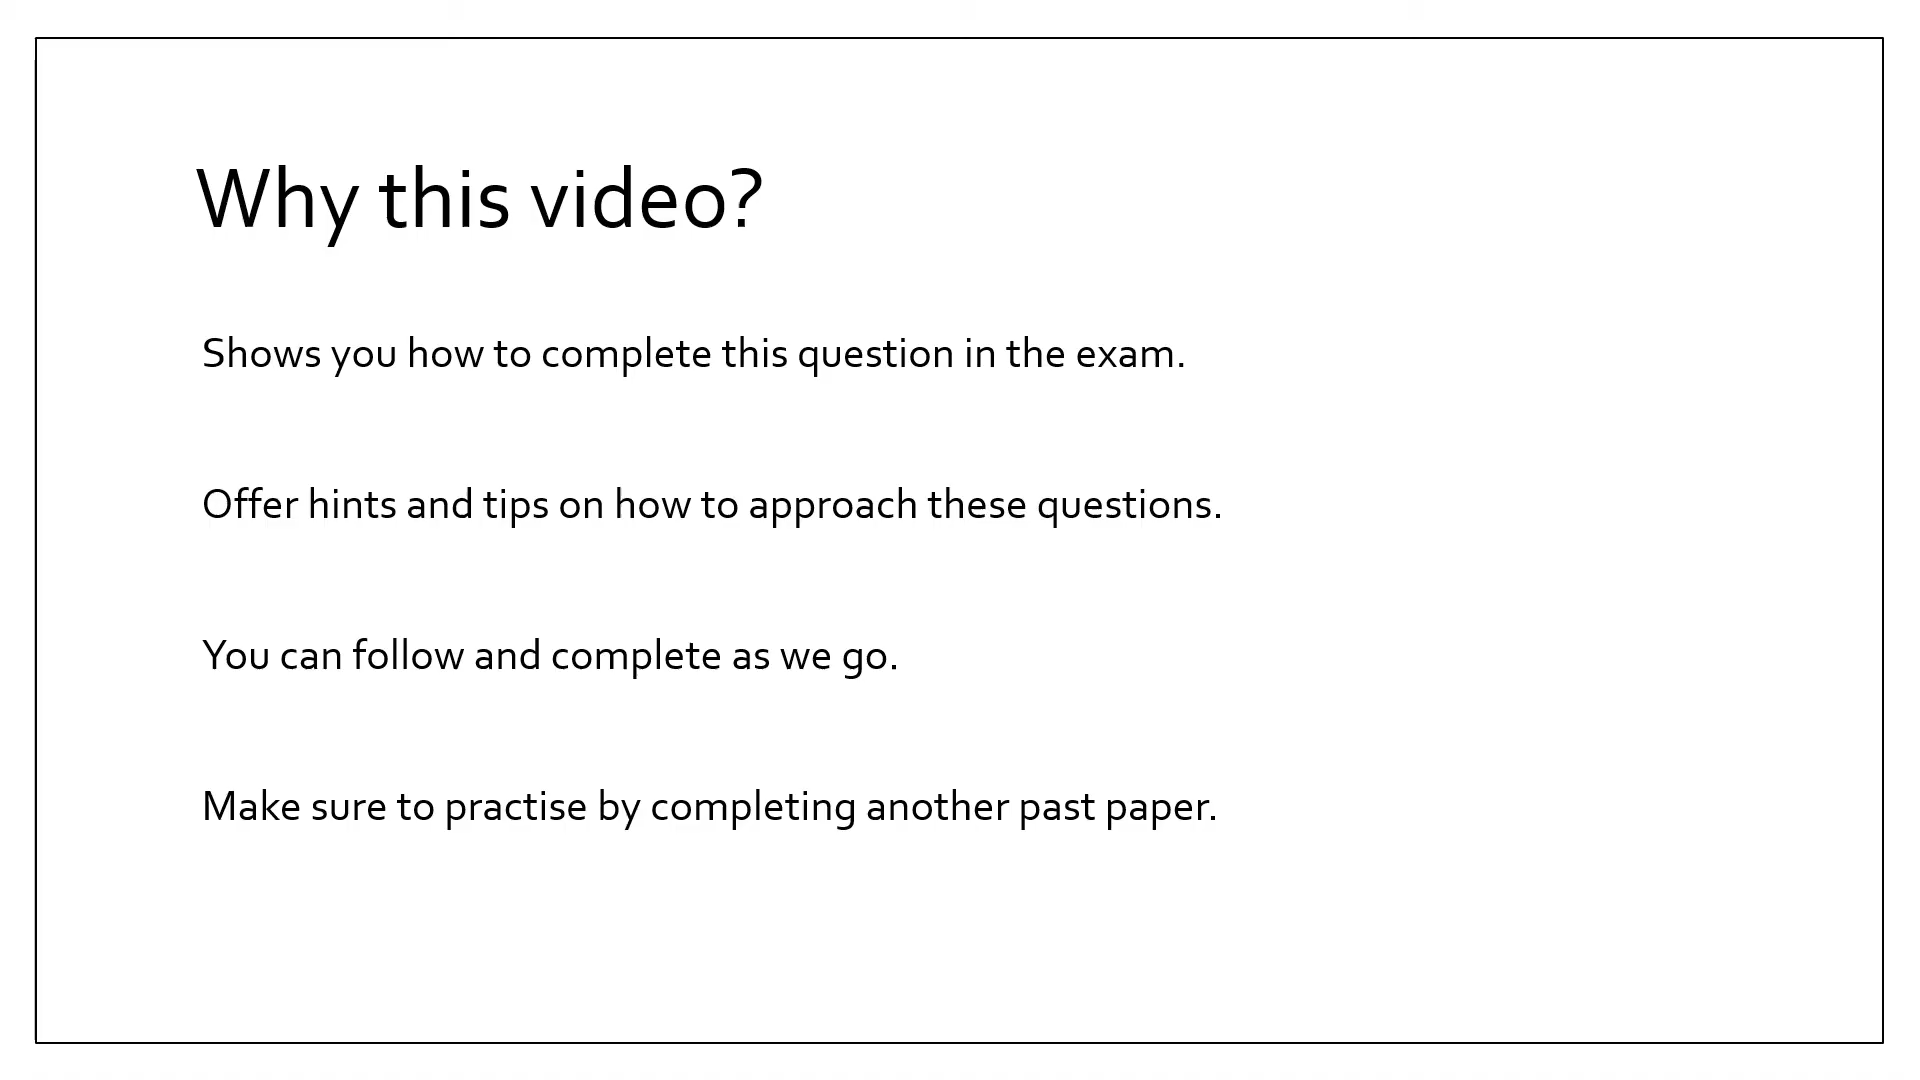 Why this video?
Shows you how to complete this question in the exam.
Offer hints and tips on how to approach these questions.
You can follow and complete as we go.
Make sure to practise by completing another past paper.